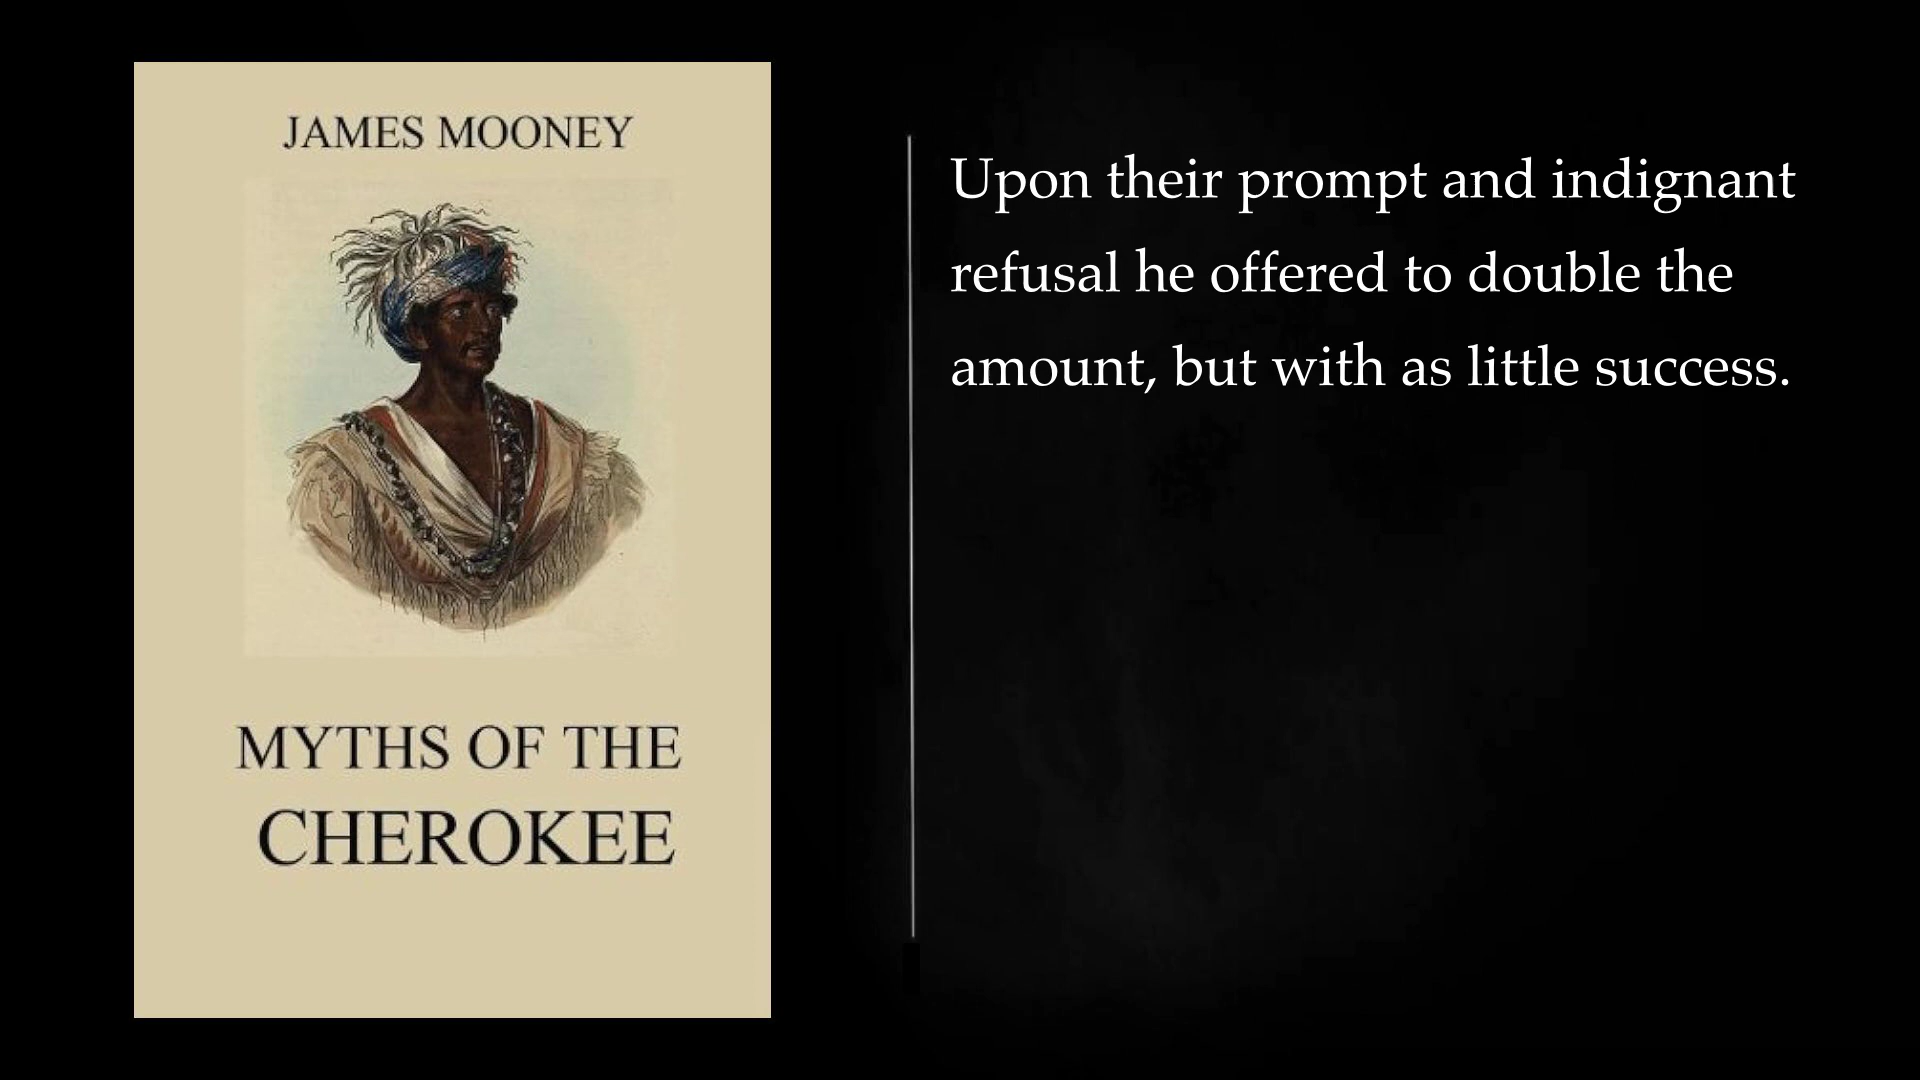 JAMES MOONEY
MYTHS OF THE
CHEROKEE
Upon their prompt and indignant
refusal he offered to double the
amount, but with as little success.